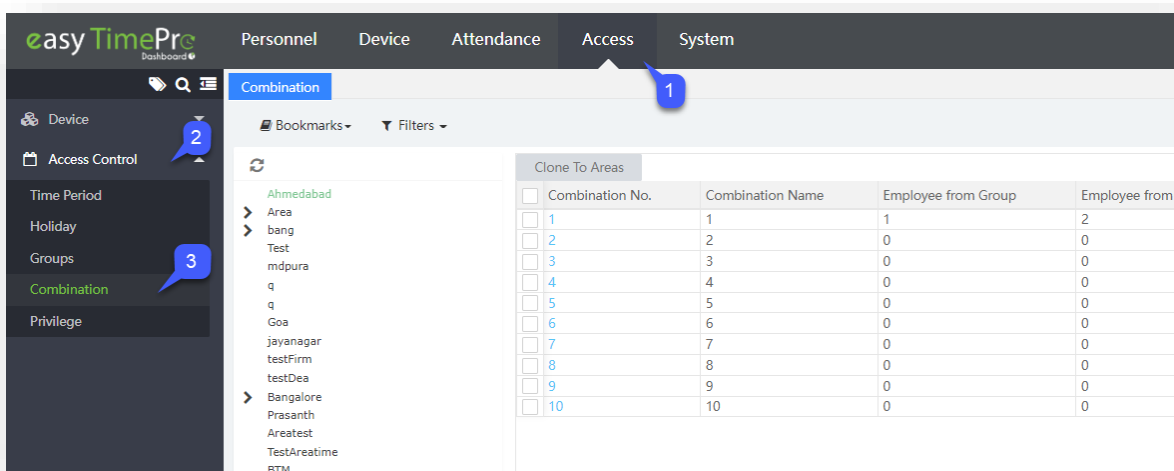 easy TimePro
Dashboard
Personnel Device Attendance Access System
1
Combination
Device
2
Access Control
Time Period
Holiday
Groups
3
Combination
Privilege
Bookmarks Filters
Ahmedabad
Area
bang
Test
mdpura
q
q
Goa
jayanagar
testFirm
testDea
Bangalore
Prasanth
Areatest
TestAreatime
BTM
Clone To Areas
Combination No. Combination Name Employee from Group Employee from
1 1 1 2
2 2 0 0
3 3 0 0
4 4 0 0
5 5 0 0
6 6 0 0
7 7 0 0
8 8 0 0
9 9 0 0
10 10 0 0